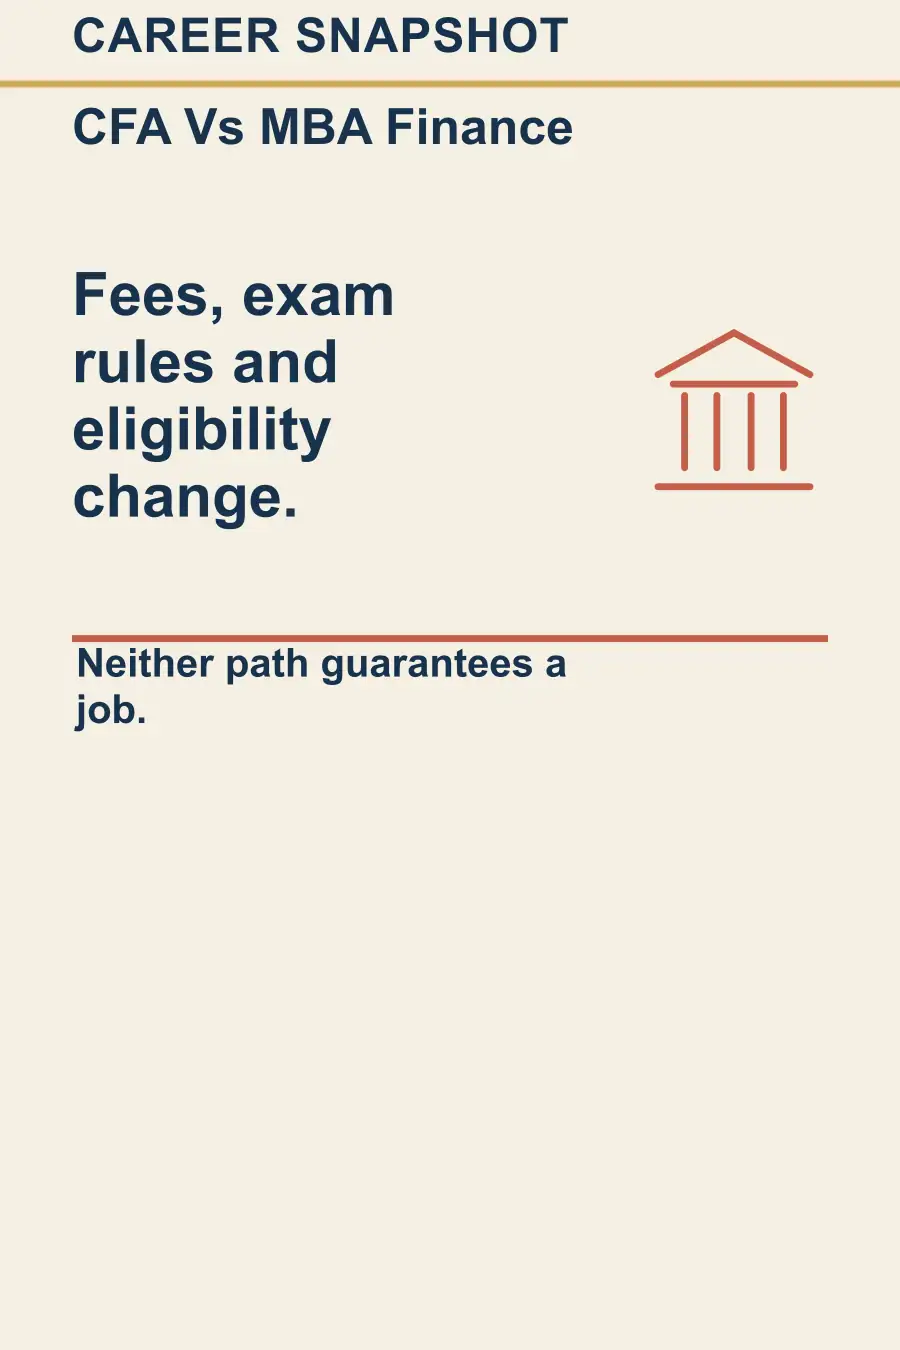 CAREER SNAPSHOT
CFA Vs MBA Finance
Fees, exam
rules and
eligibility
change.
Neither path guarantees a
job.